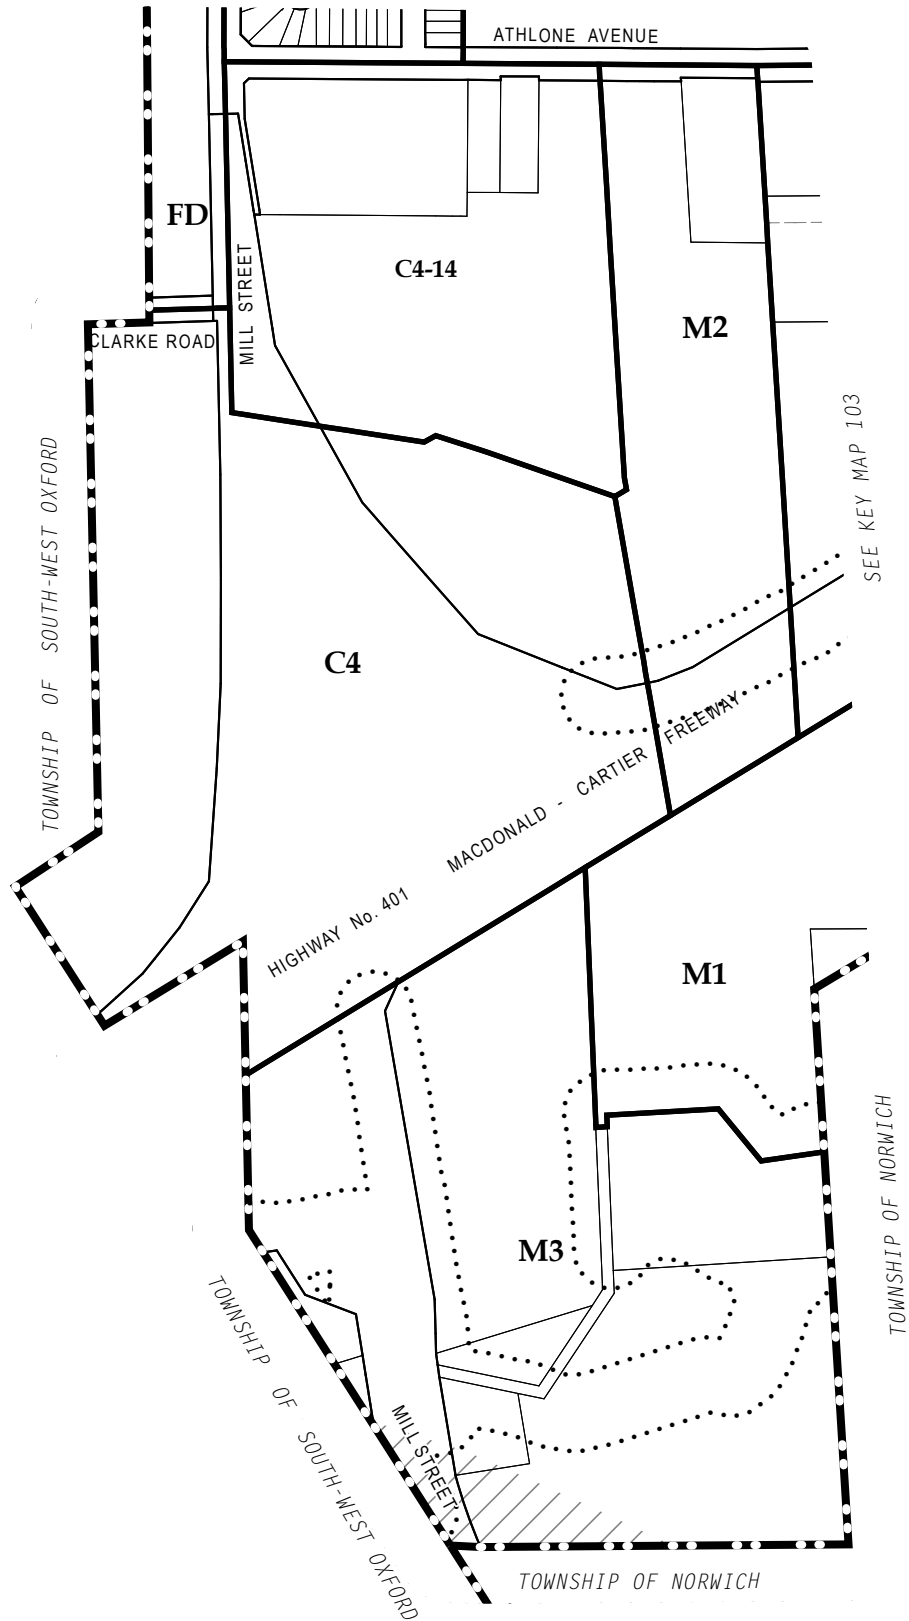 ATHLONE AVENUE
FD
MILL STREET
C4-14
M2
CLARKE ROAD
SEE KEY MAP 103
TOWNSHIP OF SOUTH-WEST OXFORD
C4
HIGHWAY No. 401 MACDONALD - CARTIER FREEWAY
M1
TOWNSHIP OF NORWICH
M3
TOWNSHIP OF SOUTH-WEST OXFORD
MILL STREET
TOWNSHIP OF NORWICH